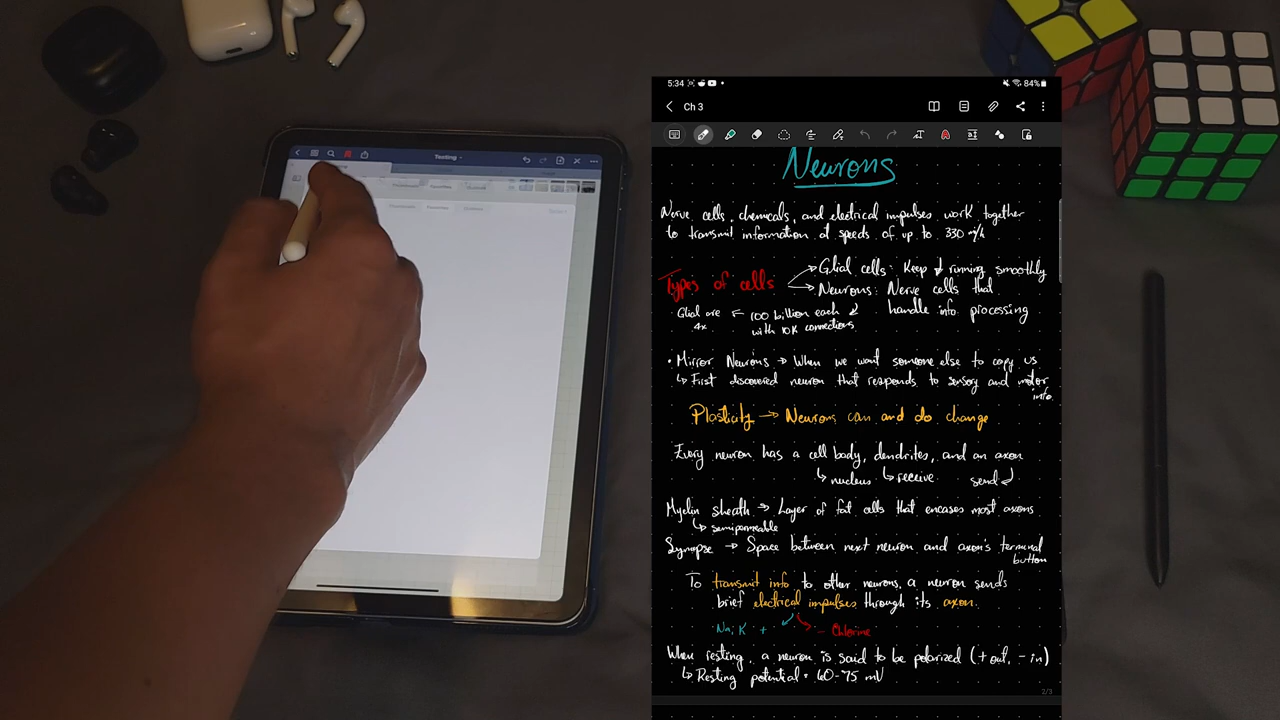 Testing
5:34
84%
Ch 3
Neurons
Nerve cells, chemicals, and electrical impulses work together
to transmit information at speeds of up to 330 m/h
Types of cells
Glial cells: Keep ↓ running smoothly
Neurons: Nerve cells that
handle info processing
Glial are
4x
← 100 billion each
with 10K connections
• Mirror Neurons → When we want someone else to copy us
↳ First discovered neuron that responds to sensory and motor
info.
Plasticity → Neurons can and do change
Every neuron has a cell body, dendrites, and an axon
↳ nucleus ↳ receive send
Myelin sheath → Layer of fat cells that encases most axons
↳ semipermeable
Synapse → Space between next neuron and axon's terminal
button
To transmit info to other neurons, a neuron sends
brief electrical impulses through its axon.
Na, K + - Chlorine
When resting, a neuron is said to be polarized (+ out, - in)
↳ Resting potential = 60-75 mV
2/3